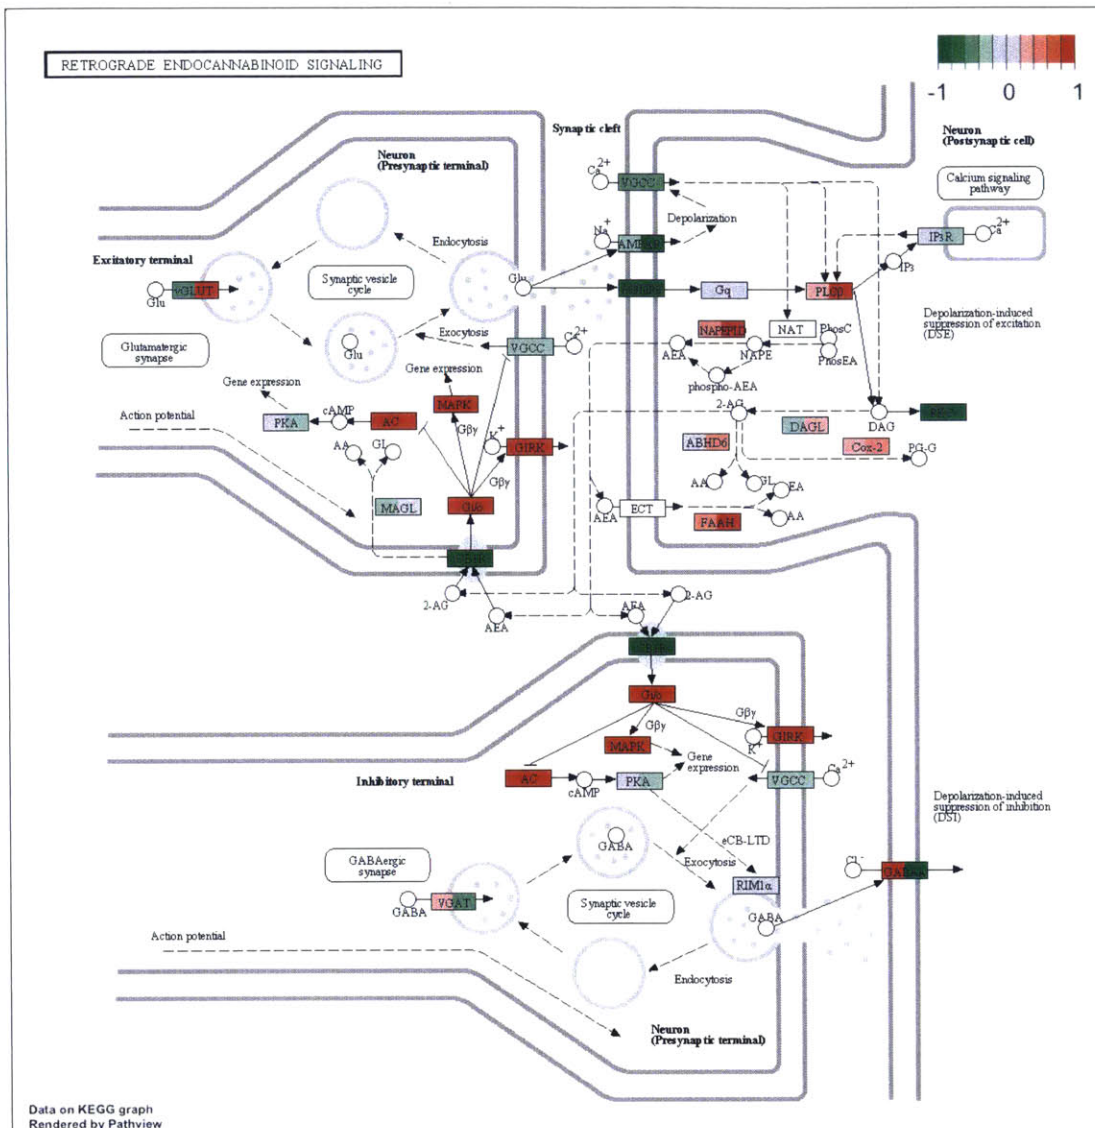 RETROGRADE ENDOCANNABINOID SIGNALING
-1 0 1
Synaptic cleft
Neuron
(Postsynaptic cell)
Neuron
(Presynaptic terminal)
Ca2+
VGCC
Calcium signaling
pathway
Depolarization
Na+
IP3R
Ca2+
Endocytosis
Excitatory terminal
Synaptic vesicle
cycle
Glu
IP3
Glu
VGLUT
Gq
PLCβ
Exocytosis
Depolarization-induced
suppression of excitation
(DSE)
Glutamatergic
synapse
Glu
VGCC
Ca2+
NAPEPLD
NAT
PhosC
AEA
NAPE
PhosEA
Gene expression
Gene expression
phospho-AEA
MAPK
2-AG
Action potential
cAMP
PKA
AC
Gβγ
K+
GIRK
DAG
DAGL
ABHD6
Cox-2
PG-G
AA
GL
Gβγ
AA
GL
EA
MAGL
Gi/o
AEA
ECT
FAAH
AA
2-AG
AEA
AEA
2-AG
Gi/o
Gβγ
Gβγ
MAPK
K+
GIRK
Gene
expression
Inhibitory terminal
AC
cAMP
PKA
VGCC
Ca2+
Depolarization-induced
suppression of inhibition
(DSI)
eCB-LTD
GABA
GABAergic
synapse
Exocytosis
Cl-
GABAA
RIM1α
VGAT
GABA
Synaptic vesicle
cycle
GABA
Action potential
Endocytosis
Neuron
(Presynaptic terminal)
Data on KEGG graph
Rendered by Pathview